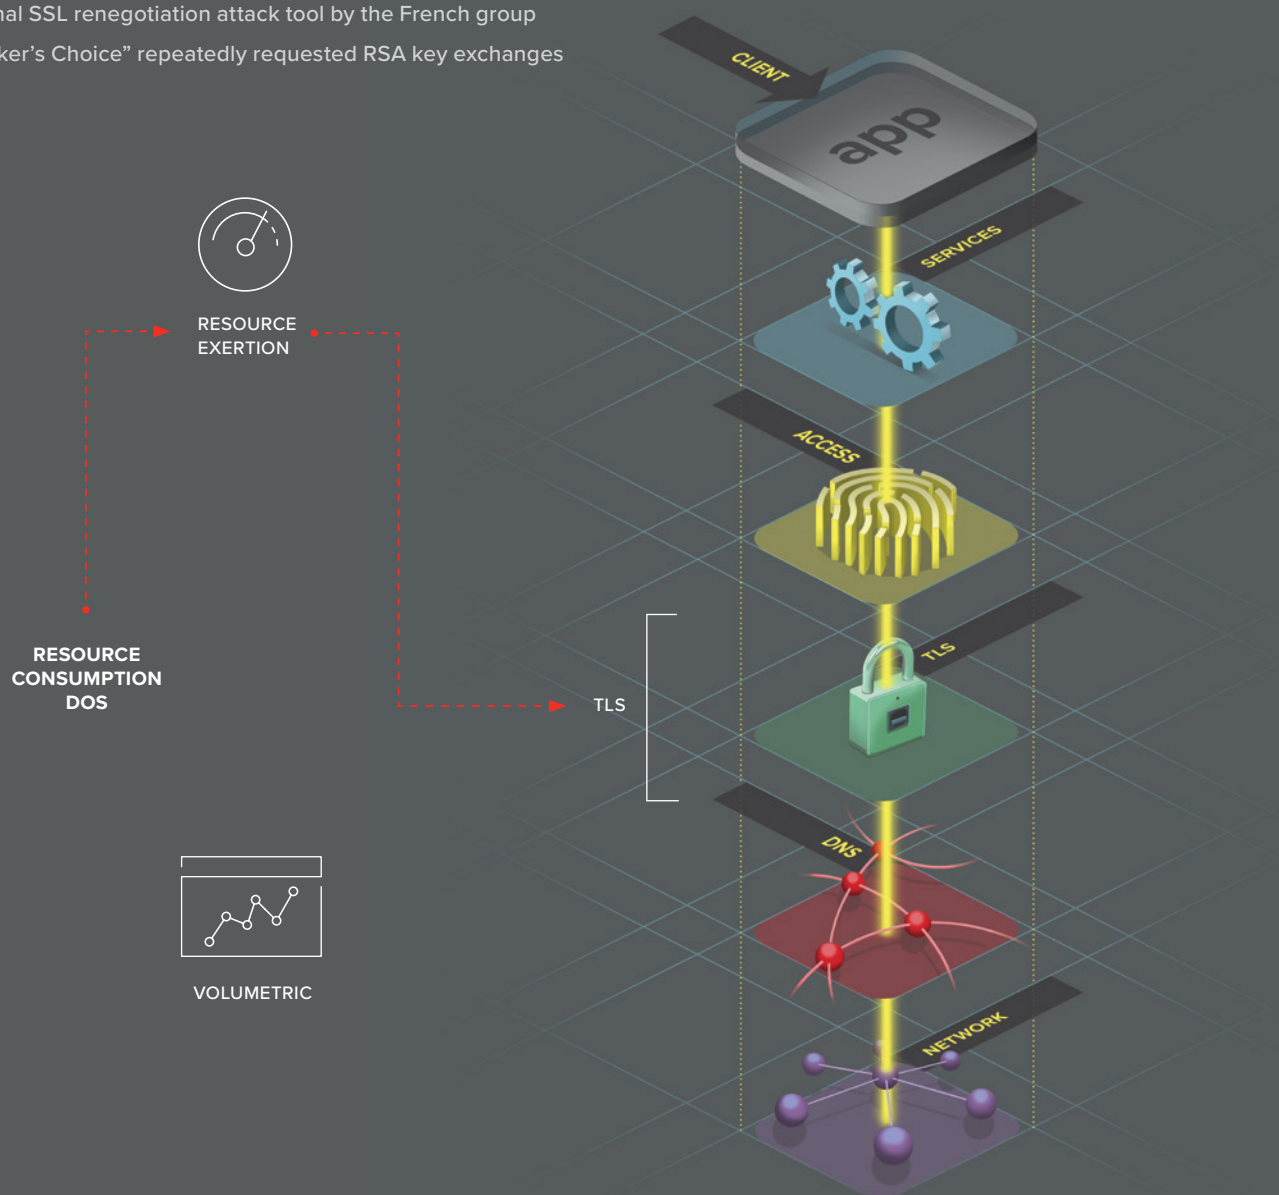 nal SSL renegotiation attack tool by the French group
ker’s Choice” repeatedly requested RSA key exchanges
CLIENT
app
SERVICES
RESOURCE
EXERTION
ACCESS
TLS
RESOURCE
CONSUMPTION
DOS
TLS
DNS
VOLUMETRIC
NETWORK